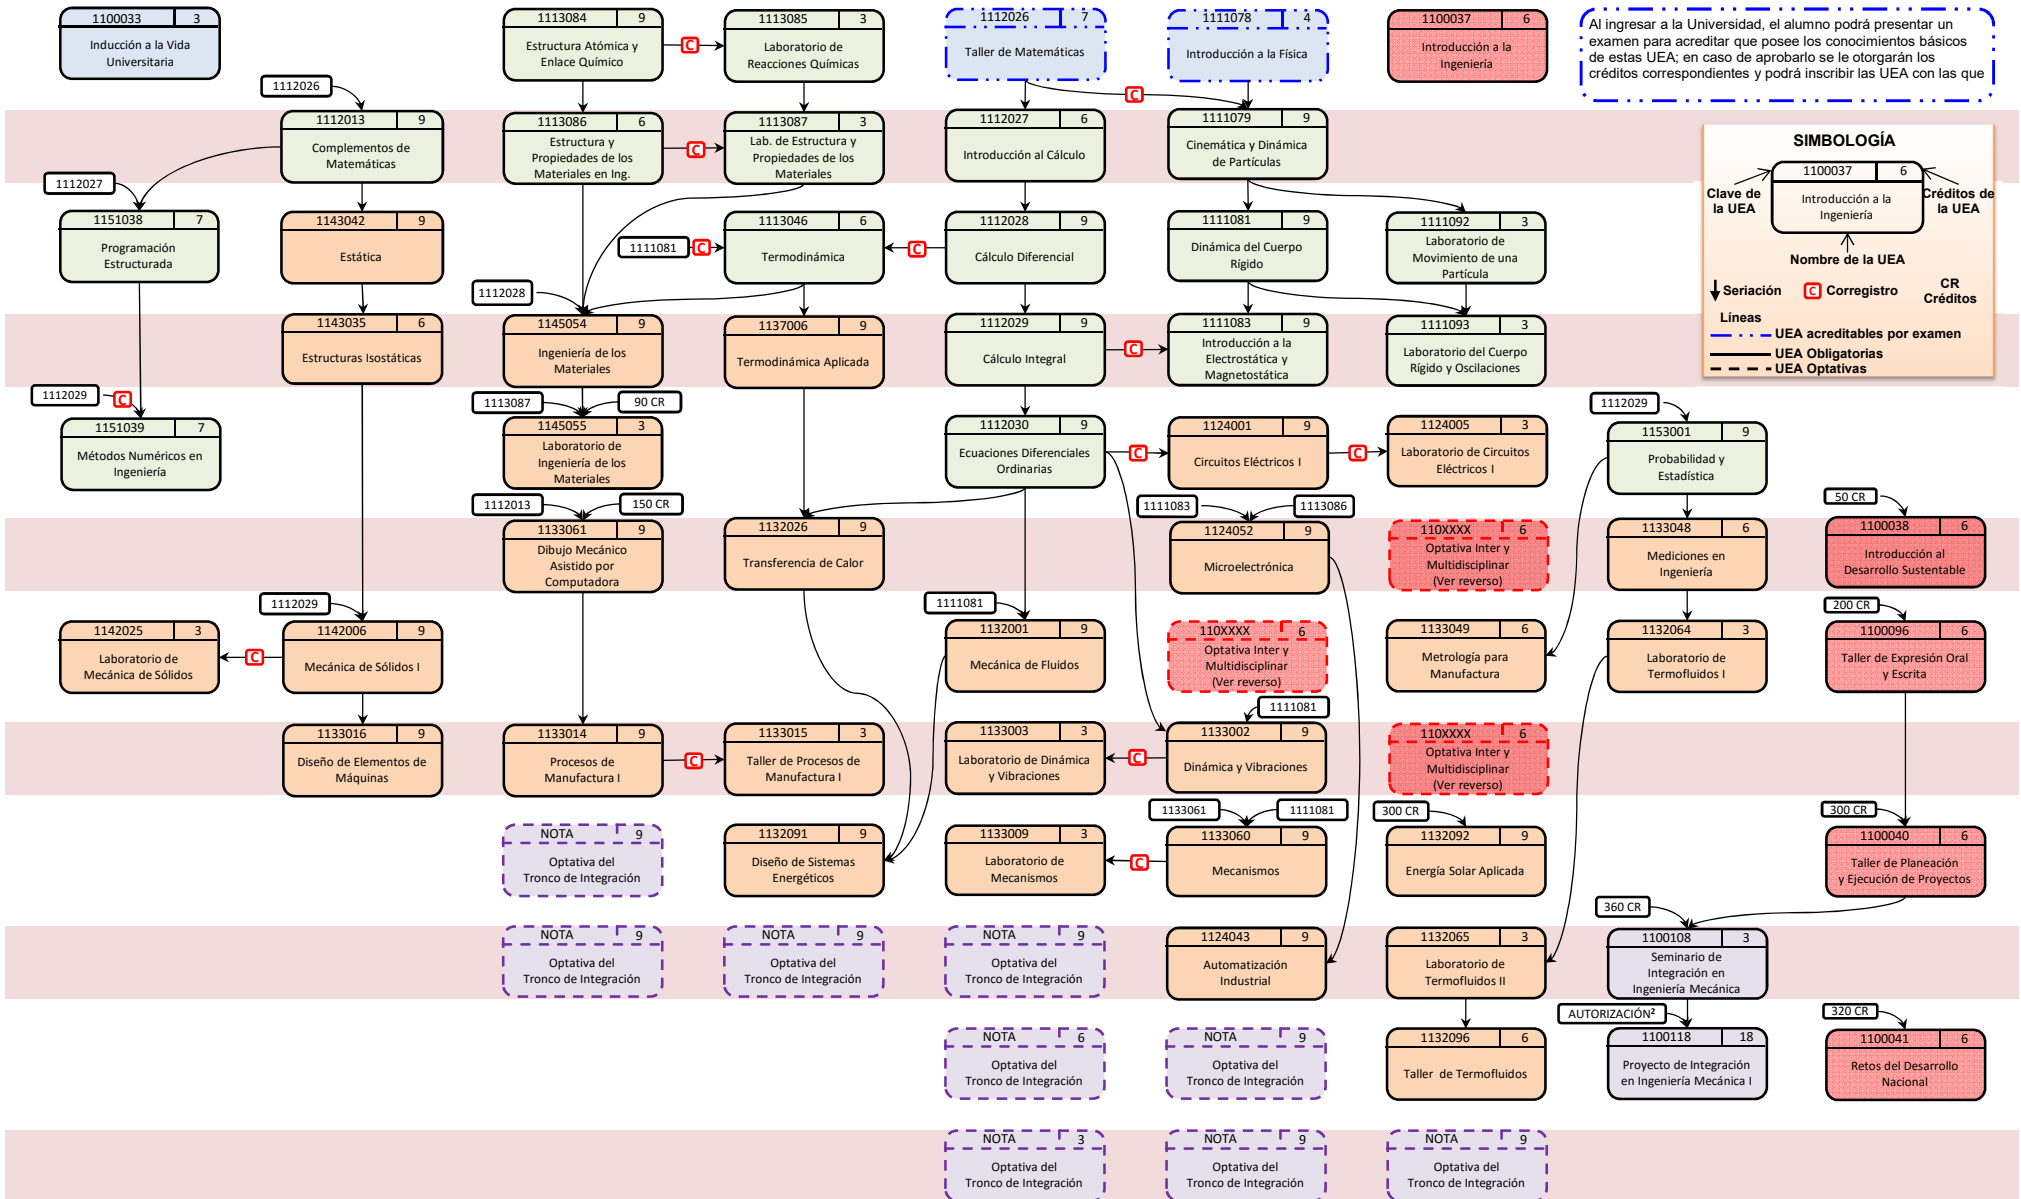 1100033 3
Inducción a la Vida
Universitaria
1113084 9
Estructura Atómica y
Enlace Químico
C
1113085 3
Laboratorio de
Reacciones Químicas
1112026 7
Taller de Matemáticas
1111078 4
Introducción a la Física
1100037 6
Introducción a la
Ingeniería
Al ingresar a la Universidad, el alumno podrá presentar un
examen para acreditar que posee los conocimientos básicos
de estas UEA; en caso de aprobarlo se le otorgarán los
créditos correspondientes y podrá inscribir las UEA con las que
1112026
C
1112013 9
Complementos de
Matemáticas
1113086 6
Estructura y
Propiedades de los
Materiales en Ing.
C
1113087 3
Lab. de Estructura y
Propiedades de los
Materiales
1112027 6
Introducción al Cálculo
1111079 9
Cinemática y Dinámica
de Partículas
SIMBOLOGÍA
1100037 6
Introducción a la
Ingeniería
Clave de
la UEA
Créditos de
la UEA
Nombre de la UEA
Seriación
C Corregistro
CR
Créditos
Líneas
UEA acreditables por examen
UEA Obligatorias
UEA Optativas
1112027
1151038 7
Programación
Estructurada
1143042 9
Estática
1111081
C
1113046 6
Termodinámica
C
1112028 9
Cálculo Diferencial
1111081 9
Dinámica del Cuerpo
Rígido
1111092 3
Laboratorio de
Movimiento de una
Partícula
1112028
1143035 6
Estructuras Isostáticas
1145054 9
Ingeniería de los
Materiales
1137006 9
Termodinámica Aplicada
1112029 9
Cálculo Integral
C
1111083 9
Introducción a la
Electrostática y
Magnetostática
1111093 3
Laboratorio del Cuerpo
Rígido y Oscilaciones
1112029
C
1113087
90 CR
1112029
1151039 7
Métodos Numéricos en
Ingeniería
1145055 3
Laboratorio de
Ingeniería de los
Materiales
1112030 9
Ecuaciones Diferenciales
Ordinarias
C
1124001 9
Circuitos Eléctricos I
C
1124005 3
Laboratorio de Circuitos
Eléctricos I
1153001 9
Probabilidad y
Estadística
1112013
150 CR
1111083
1113086
50 CR
1133061 9
Dibujo Mecánico
Asistido por
Computadora
1132026 9
Transferencia de Calor
1124052 9
Microelectrónica
110XXXX 6
Optativa Inter y
Multidisciplinar
(Ver reverso)
1133048 6
Mediciones en
Ingeniería
1100038 6
Introducción al
Desarrollo Sustentable
1112029
1111081
200 CR
1142025 3
Laboratorio de
Mecánica de Sólidos
C
1142006 9
Mecánica de Sólidos I
1132001 9
Mecánica de Fluidos
110XXXX 6
Optativa Inter y
Multidisciplinar
(Ver reverso)
1133049 6
Metrología para
Manufactura
1132064 3
Laboratorio de
Termofluidos I
1100096 6
Taller de Expresión Oral
y Escrita
1111081
1133016 9
Diseño de Elementos de
Máquinas
1133014 9
Procesos de
Manufactura I
C
1133015 3
Taller de Procesos de
Manufactura I
1133003 3
Laboratorio de Dinámica
y Vibraciones
C
1133002 9
Dinámica y Vibraciones
110XXXX 6
Optativa Inter y
Multidisciplinar
(Ver reverso)
1133061
1111081
300 CR
300 CR
NOTA 9
Optativa del
Tronco de Integración
1132091 9
Diseño de Sistemas
Energéticos
1133009 3
Laboratorio de
Mecanismos
C
1133060 9
Mecanismos
1132092 9
Energía Solar Aplicada
1100040 6
Taller de Planeación
y Ejecución de Proyectos
360 CR
NOTA 9
Optativa del
Tronco de Integración
NOTA 9
Optativa del
Tronco de Integración
NOTA 9
Optativa del
Tronco de Integración
1124043 9
Automatización
Industrial
1132065 3
Laboratorio de
Termofluidos II
1100108 3
Seminario de
Integración en
Ingeniería Mecánica
AUTORIZACIÓN²
320 CR
NOTA 6
Optativa del
Tronco de Integración
NOTA 9
Optativa del
Tronco de Integración
1132096 6
Taller de Termofluidos
1100118 18
Proyecto de Integración
en Ingeniería Mecánica I
1100041 6
Retos del Desarrollo
Nacional
NOTA 3
Optativa del
Tronco de Integración
NOTA 9
Optativa del
Tronco de Integración
NOTA 9
Optativa del
Tronco de Integración